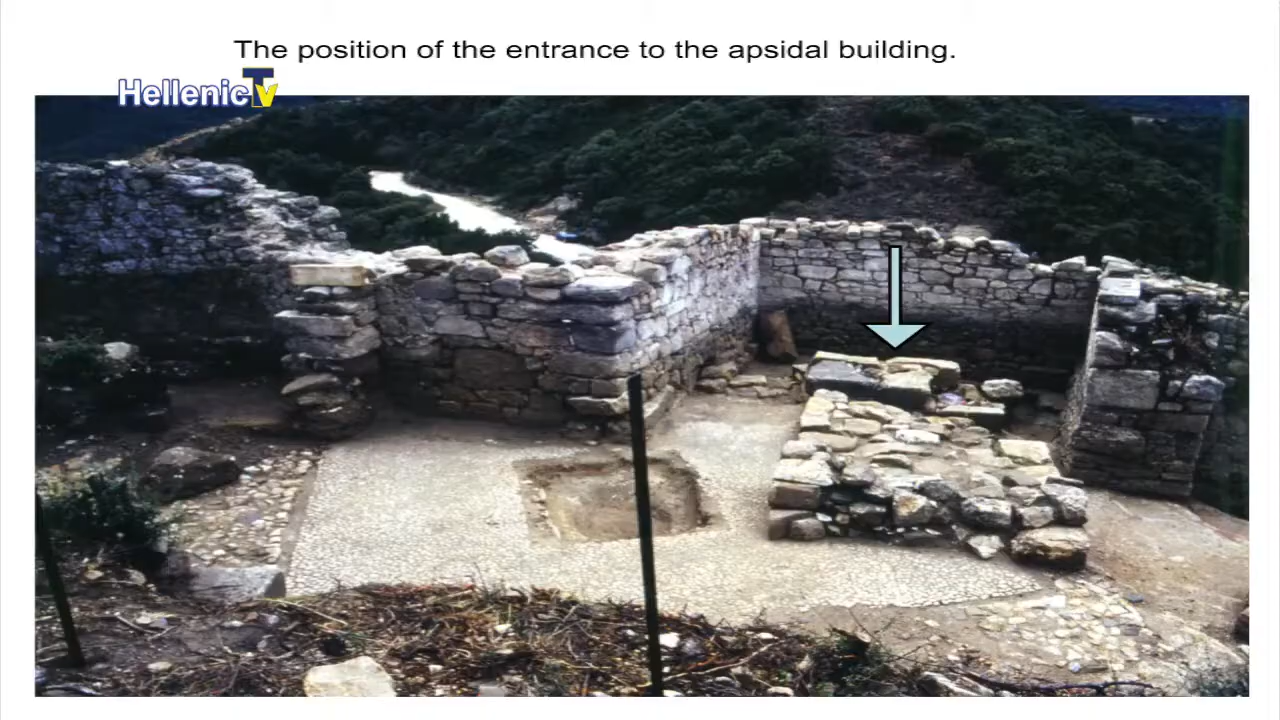 The position of the entrance to the apsidal building.
Hellenic Tv